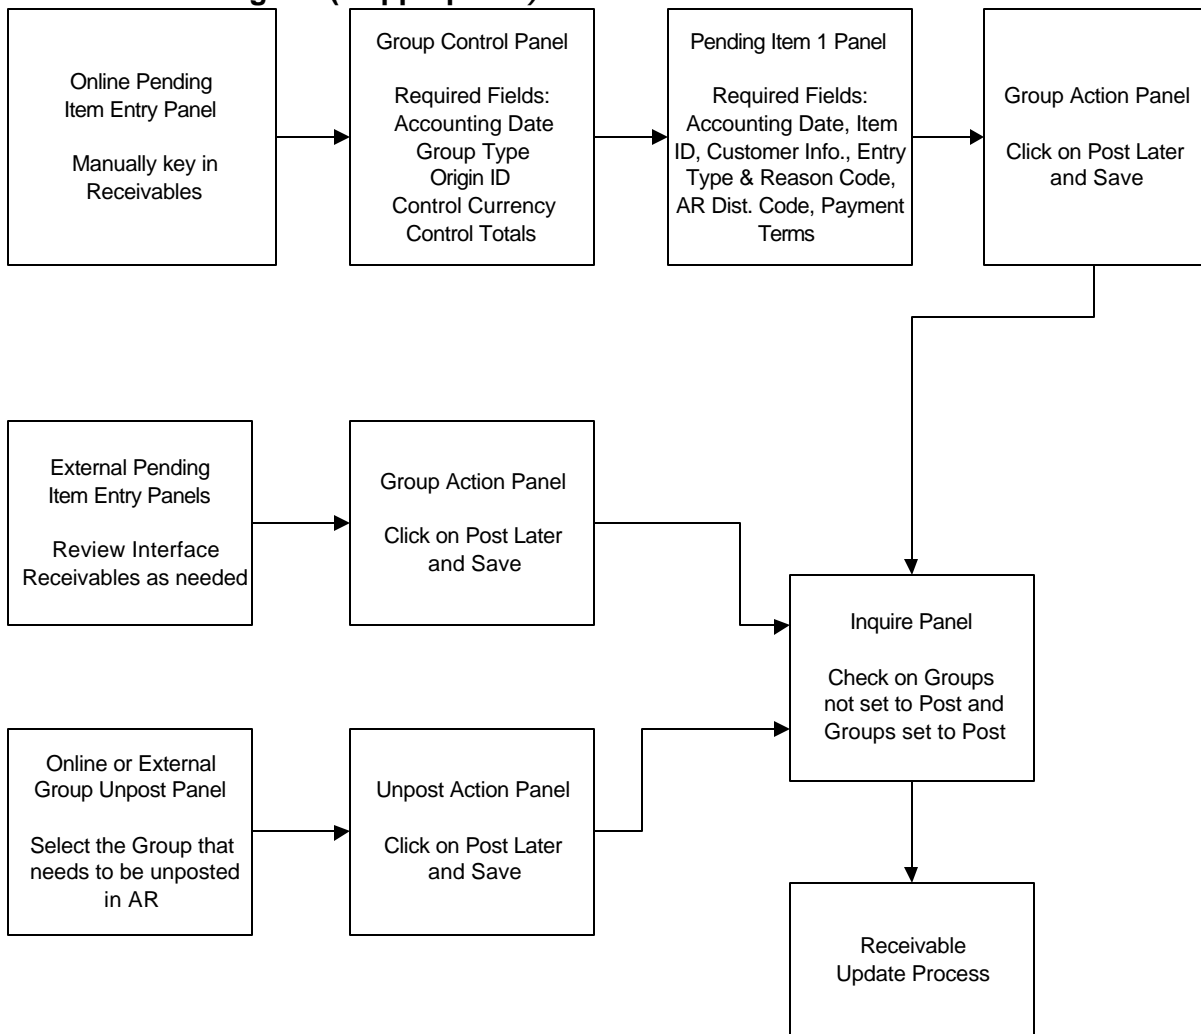 Online Pending
Item Entry Panel
Manually key in
Receivables
Group Control Panel
Required Fields:
Accounting Date
Group Type
Origin ID
Control Currency
Control Totals
Pending Item 1 Panel
Required Fields:
Accounting Date, Item
ID, Customer Info., Entry
Type & Reason Code,
AR Dist. Code, Payment
Terms
Group Action Panel
Click on Post Later
and Save
External Pending
Item Entry Panels
Review Interface
Receivables as needed
Group Action Panel
Click on Post Later
and Save
Inquire Panel
Check on Groups
not set to Post and
Groups set to Post
Online or External
Group Unpost Panel
Select the Group that
needs to be unposted
in AR
Unpost Action Panel
Click on Post Later
and Save
Receivable
Update Process